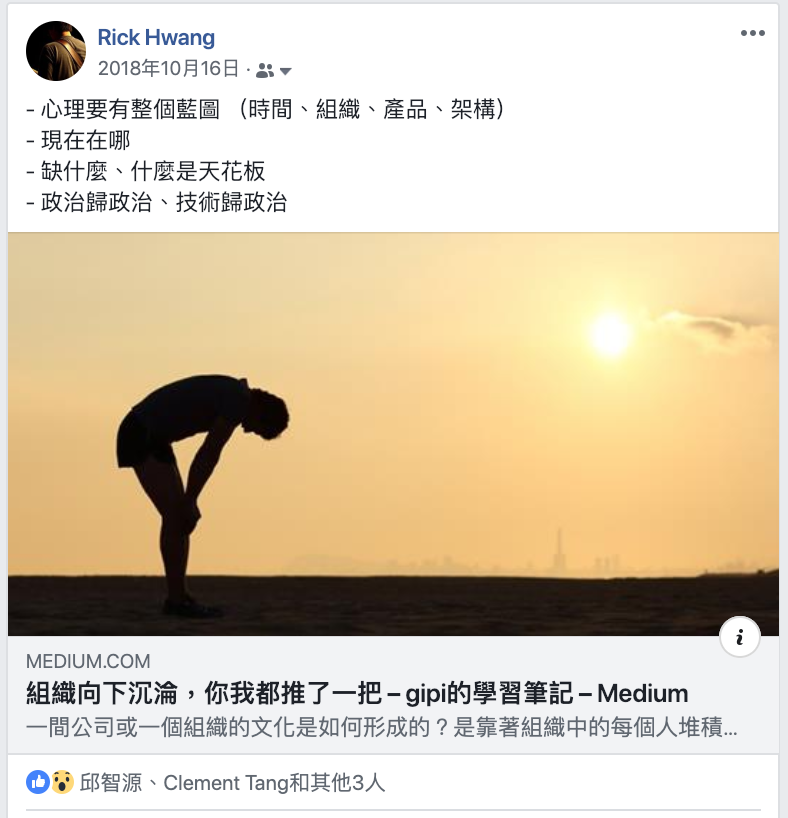 Rick Hwang
2018年10月16日 ·
- 心理要有整個藍圖 （時間、組織、產品、架構）
- 現在在哪
- 缺什麼、什麼是天花板
- 政治歸政治、技術歸政治
MEDIUM.COM
組織向下沉淪，你我都推了一把 – gipi的學習筆記 – Medium
一間公司或一個組織的文化是如何形成的？是靠著組織中的每個人堆積...
邱智源、Clement Tang和其他3人